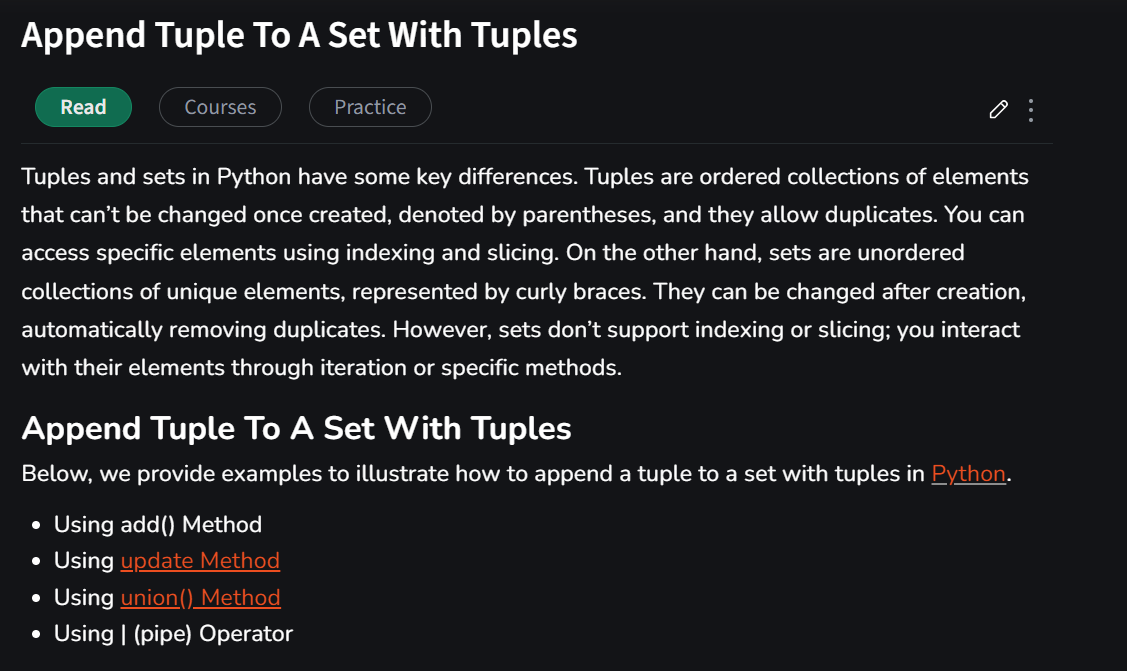 Append Tuple To A Set With Tuples
Read Courses Practice
Tuples and sets in Python have some key differences. Tuples are ordered collections of elements
that can’t be changed once created, denoted by parentheses, and they allow duplicates. You can
access specific elements using indexing and slicing. On the other hand, sets are unordered
collections of unique elements, represented by curly braces. They can be changed after creation,
automatically removing duplicates. However, sets don’t support indexing or slicing; you interact
with their elements through iteration or specific methods.
Append Tuple To A Set With Tuples
Below, we provide examples to illustrate how to append a tuple to a set with tuples in Python.
• Using add() Method
• Using update Method
• Using union() Method
• Using | (pipe) Operator